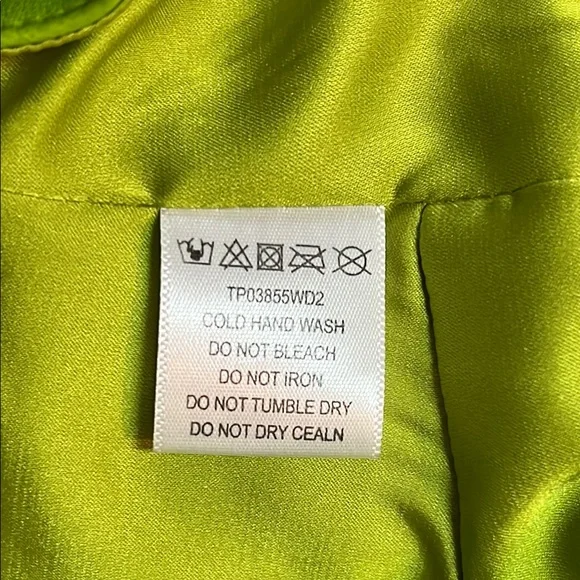 TP03855WD2
COLD HAND WASH
DO NOT BLEACH
DO NOT IRON
DO NOT TUMBLE DRY
DO NOT DRY CEALN